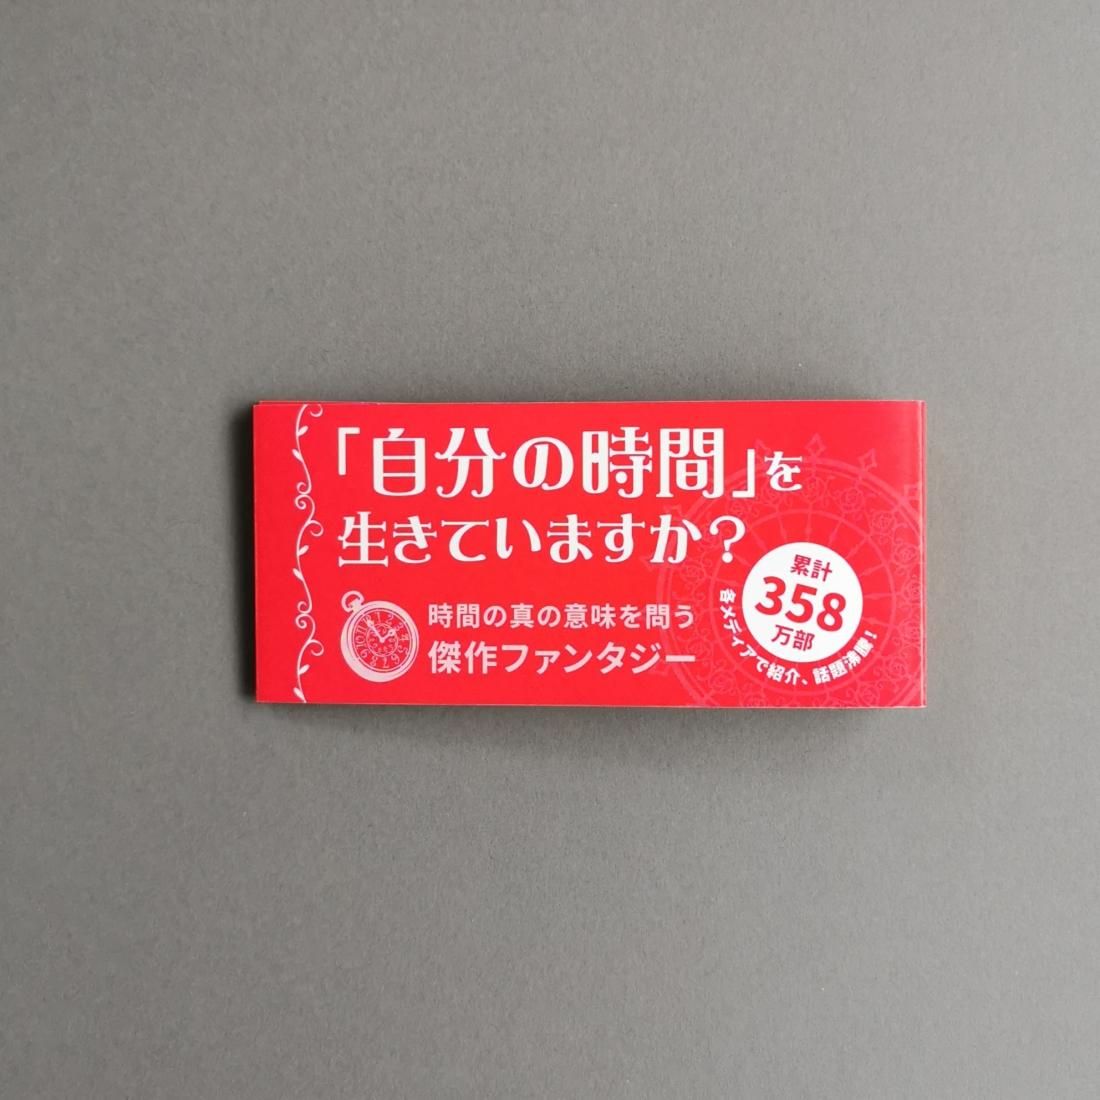 「自分の時間」を
生きていますか？
時間の真の意味を問う
傑作ファンタジー
累計
358
万部
各メディアで紹介、話題沸騰！